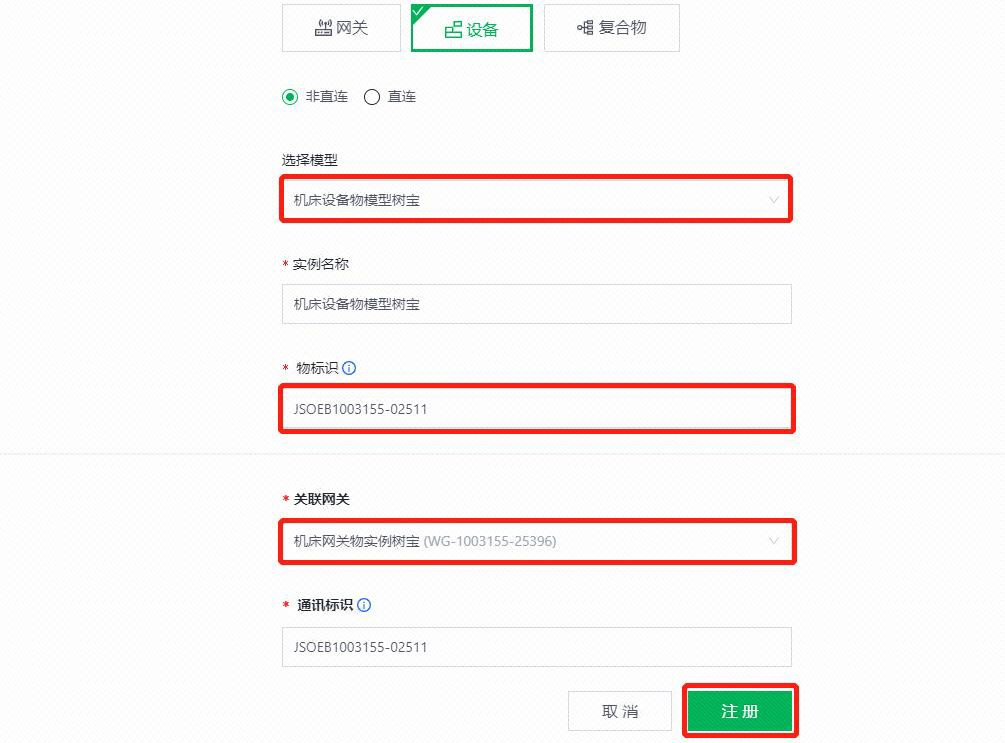 网关 设备 复合物
非直连 直连
选择模型
机床设备物模型树宝
* 实例名称
机床设备物模型树宝
* 物标识
JSOEB1003155-02511
* 关联网关
机床网关物实例树宝 (WG-1003155-25396)
* 通讯标识
JSOEB1003155-02511
取消 注册